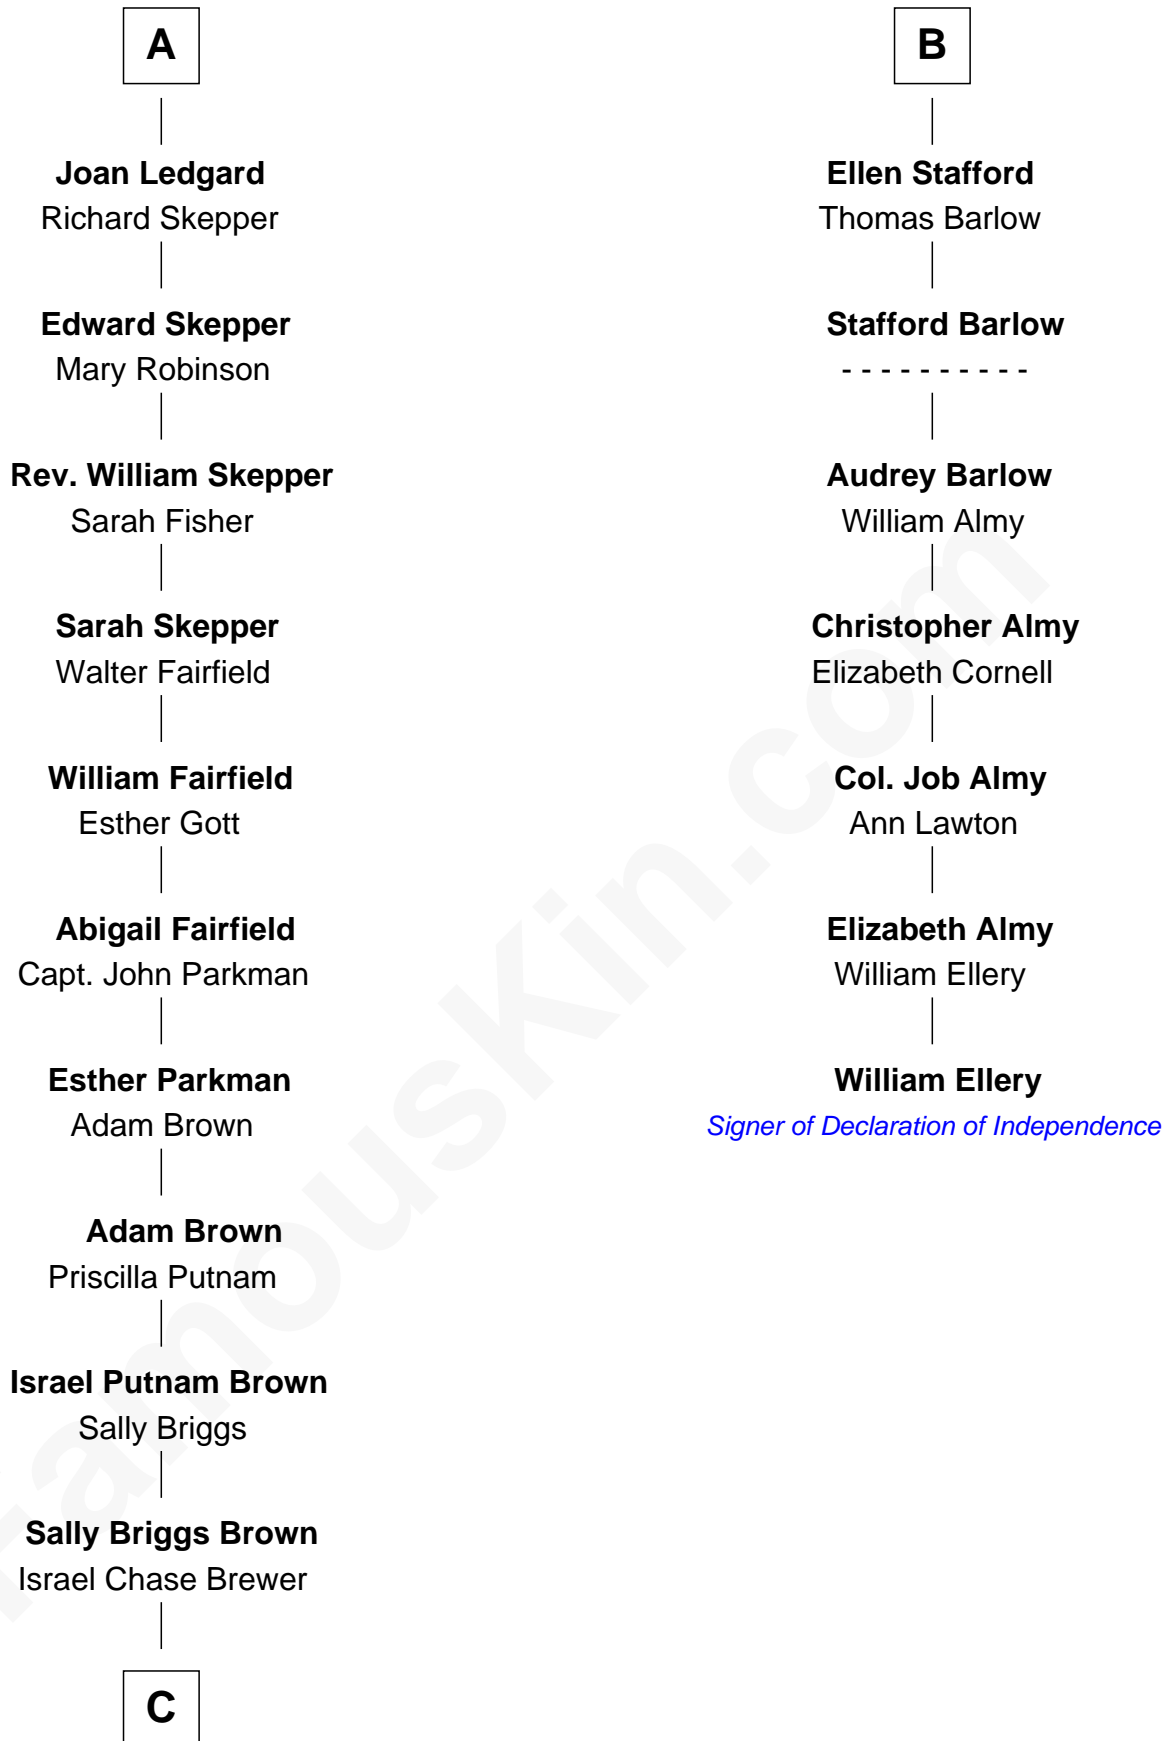 A
Joan Ledgard
Richard Skepper
Edward Skepper
Mary Robinson
Rev. William Skepper
Sarah Fisher
Sarah Skepper
Walter Fairfield
William Fairfield
Esther Gott
Abigail Fairfield
Capt. John Parkman
Esther Parkman
Adam Brown
Adam Brown
Priscilla Putnam
Israel Putnam Brown
Sally Briggs
Sally Briggs Brown
Israel Chase Brewer
C
B
Ellen Stafford
Thomas Barlow
Stafford Barlow
- - - - - - - - - -
Audrey Barlow
William Almy
Christopher Almy
Elizabeth Cornell
Col. Job Almy
Ann Lawton
Elizabeth Almy
William Ellery
William Ellery
Signer of Declaration of Independence
FamousKin.com